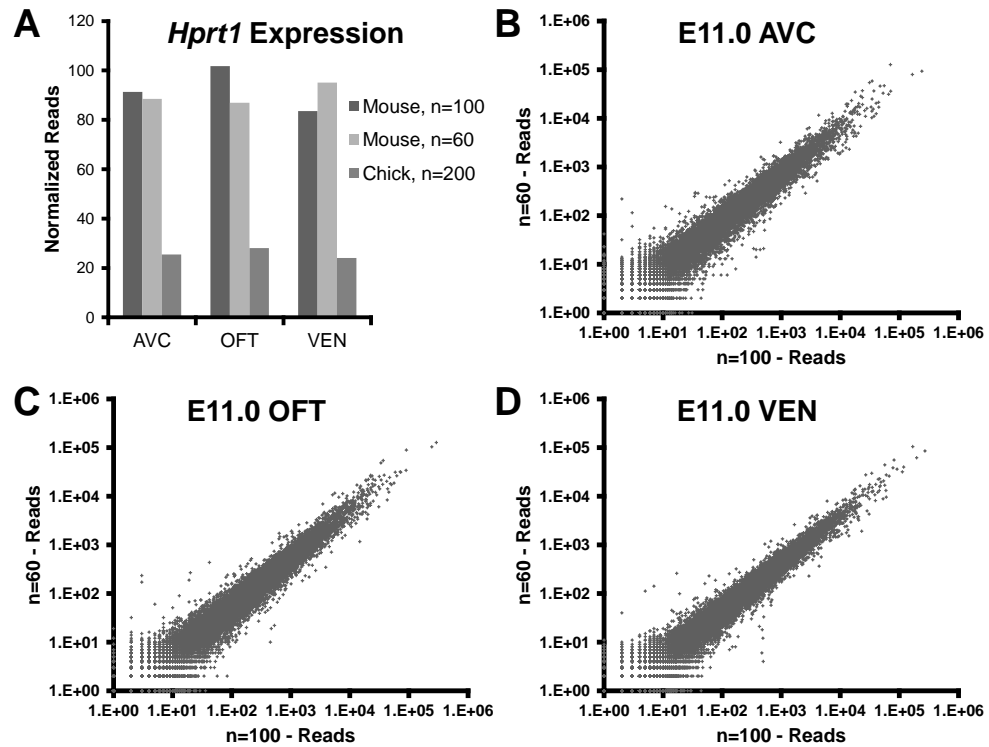 A
Hprt1 Expression
Normalized Reads
120
100
80
60
40
20
0
AVC OFT VEN
Mouse, n=100
Mouse, n=60
Chick, n=200
B
E11.0 AVC
n=60 - Reads
1.E+06
1.E+05
1.E+04
1.E+03
1.E+02
1.E+01
1.E+00
1.E+00 1.E+01 1.E+02 1.E+03 1.E+04 1.E+05 1.E+06
n=100 - Reads
C
E11.0 OFT
n=60 - Reads
1.E+06
1.E+05
1.E+04
1.E+03
1.E+02
1.E+01
1.E+00
1.E+00 1.E+01 1.E+02 1.E+03 1.E+04 1.E+05 1.E+06
n=100 - Reads
D
E11.0 VEN
n=60 - Reads
1.E+06
1.E+05
1.E+04
1.E+03
1.E+02
1.E+01
1.E+00
1.E+00 1.E+01 1.E+02 1.E+03 1.E+04 1.E+05 1.E+06
n=100 - Reads